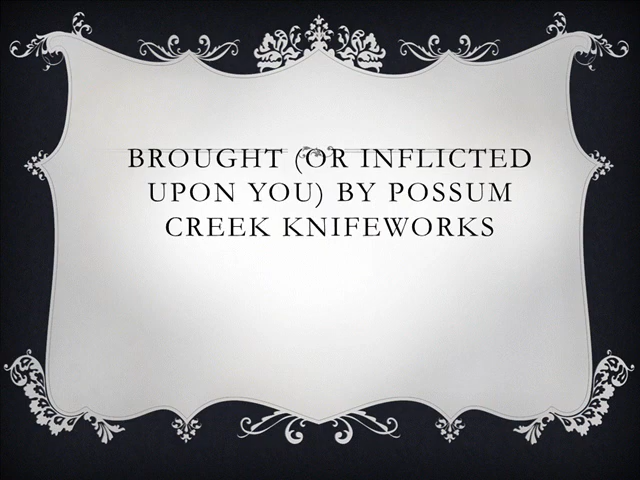 BROUGHT (OR INFLICTED
UPON YOU) BY POSSUM
CREEK KNIFEWORKS